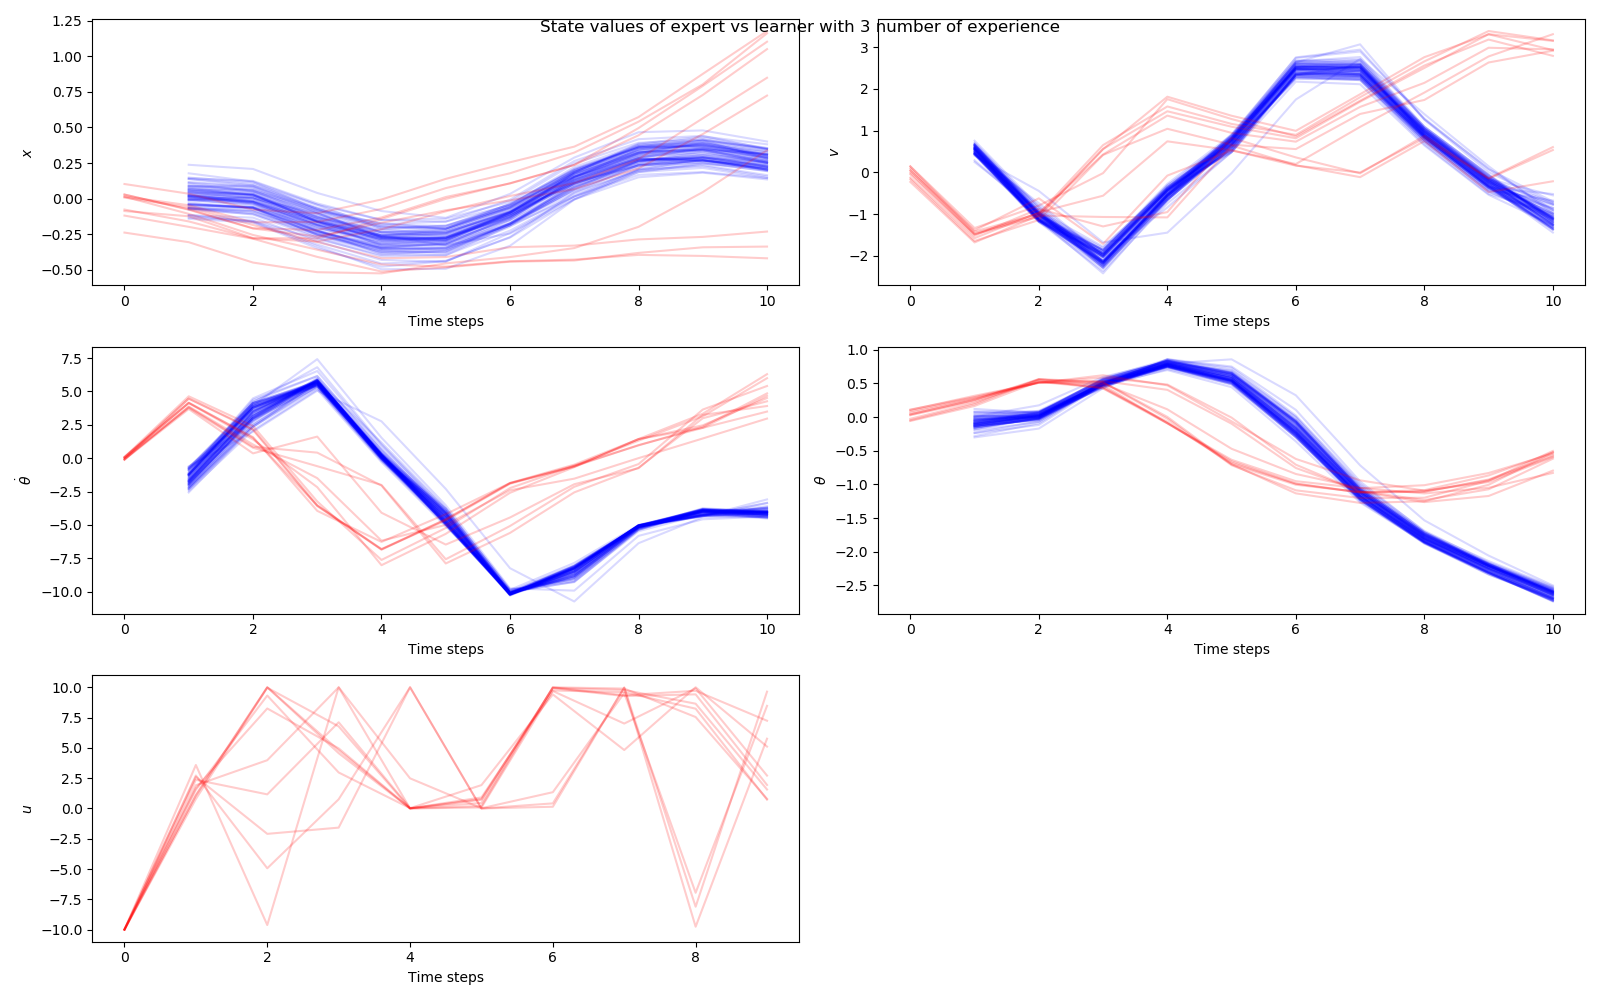 State values of expert vs learner with 3 number of experience
1.25
1.00
0.75
0.50
0.25
0.00
−0.25
−0.50
x
0 2 4 6 8 10
Time steps
3
2
1
0
−1
−2
v
0 2 4 6 8 10
Time steps
7.5
5.0
2.5
0.0
−2.5
−5.0
−7.5
−10.0
θ̇
0 2 4 6 8 10
Time steps
1.0
0.5
0.0
−0.5
−1.0
−1.5
−2.0
−2.5
θ
0 2 4 6 8 10
Time steps
10.0
7.5
5.0
2.5
0.0
−2.5
−5.0
−7.5
−10.0
u
0 2 4 6 8
Time steps